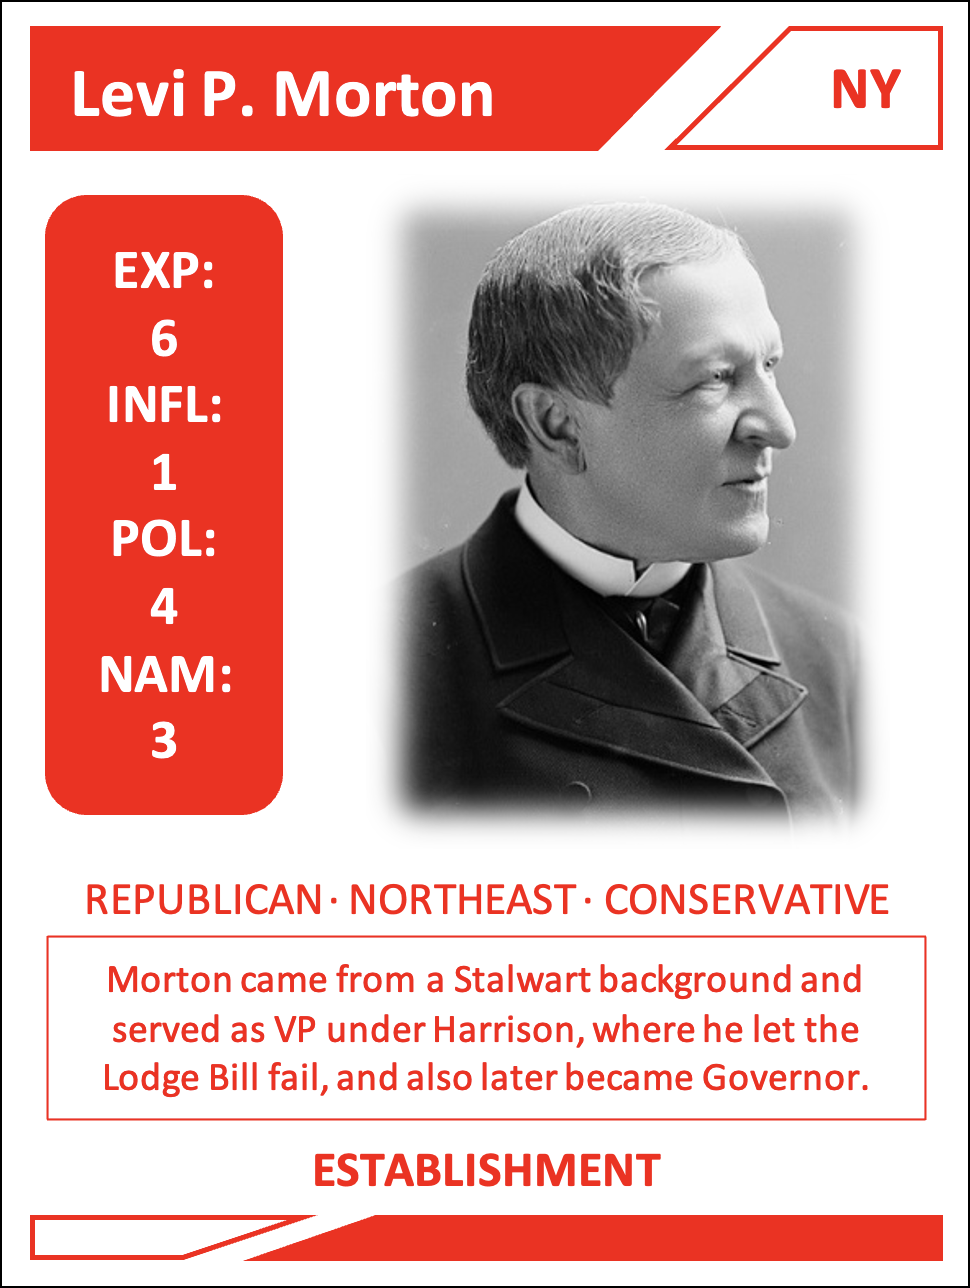 Levi P. Morton
NY
EXP:
6
INFL:
1
POL:
4
NAM:
3
REPUBLICAN · NORTHEAST · CONSERVATIVE
Morton came from a Stalwart background and
served as VP under Harrison, where he let the
Lodge Bill fail, and also later became Governor.
ESTABLISHMENT